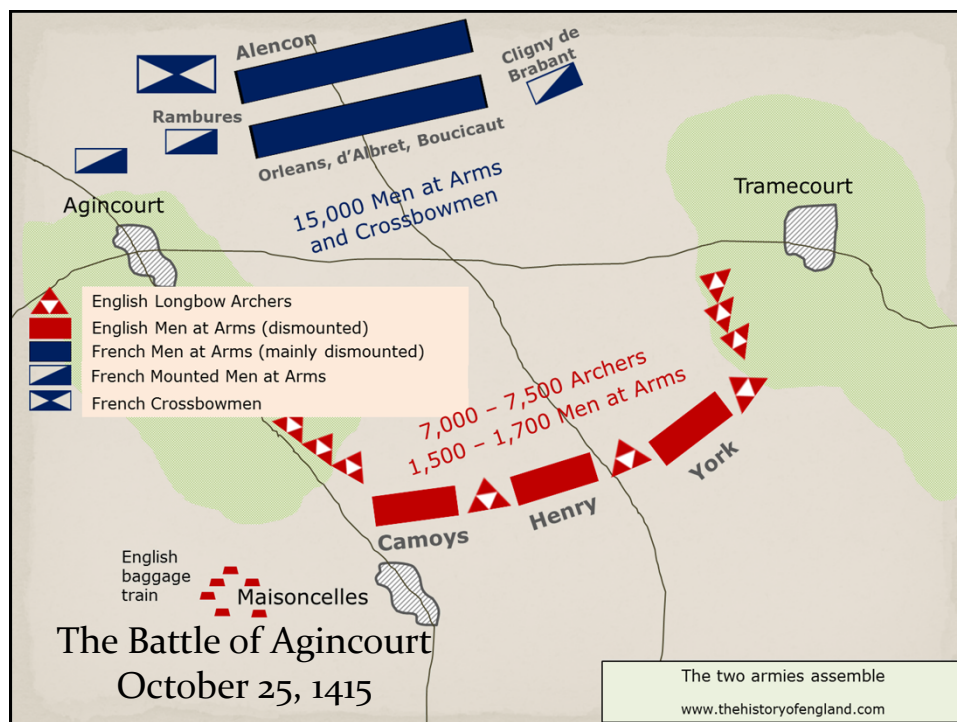 Alencon
Cligny de
Brabant
Rambures
Orleans, d'Albret, Boucicaut
15,000 Men at Arms
and Crossbowmen
Agincourt
Tramecourt
English Longbow Archers
English Men at Arms (dismounted)
French Men at Arms (mainly dismounted)
French Mounted Men at Arms
French Crossbowmen
7,000 – 7,500 Archers
1,500 – 1,700 Men at Arms
York
Henry
Camoys
English
baggage
train
Maisoncelles
The Battle of Agincourt
October 25, 1415
The two armies assemble
www.thehistoryofengland.com